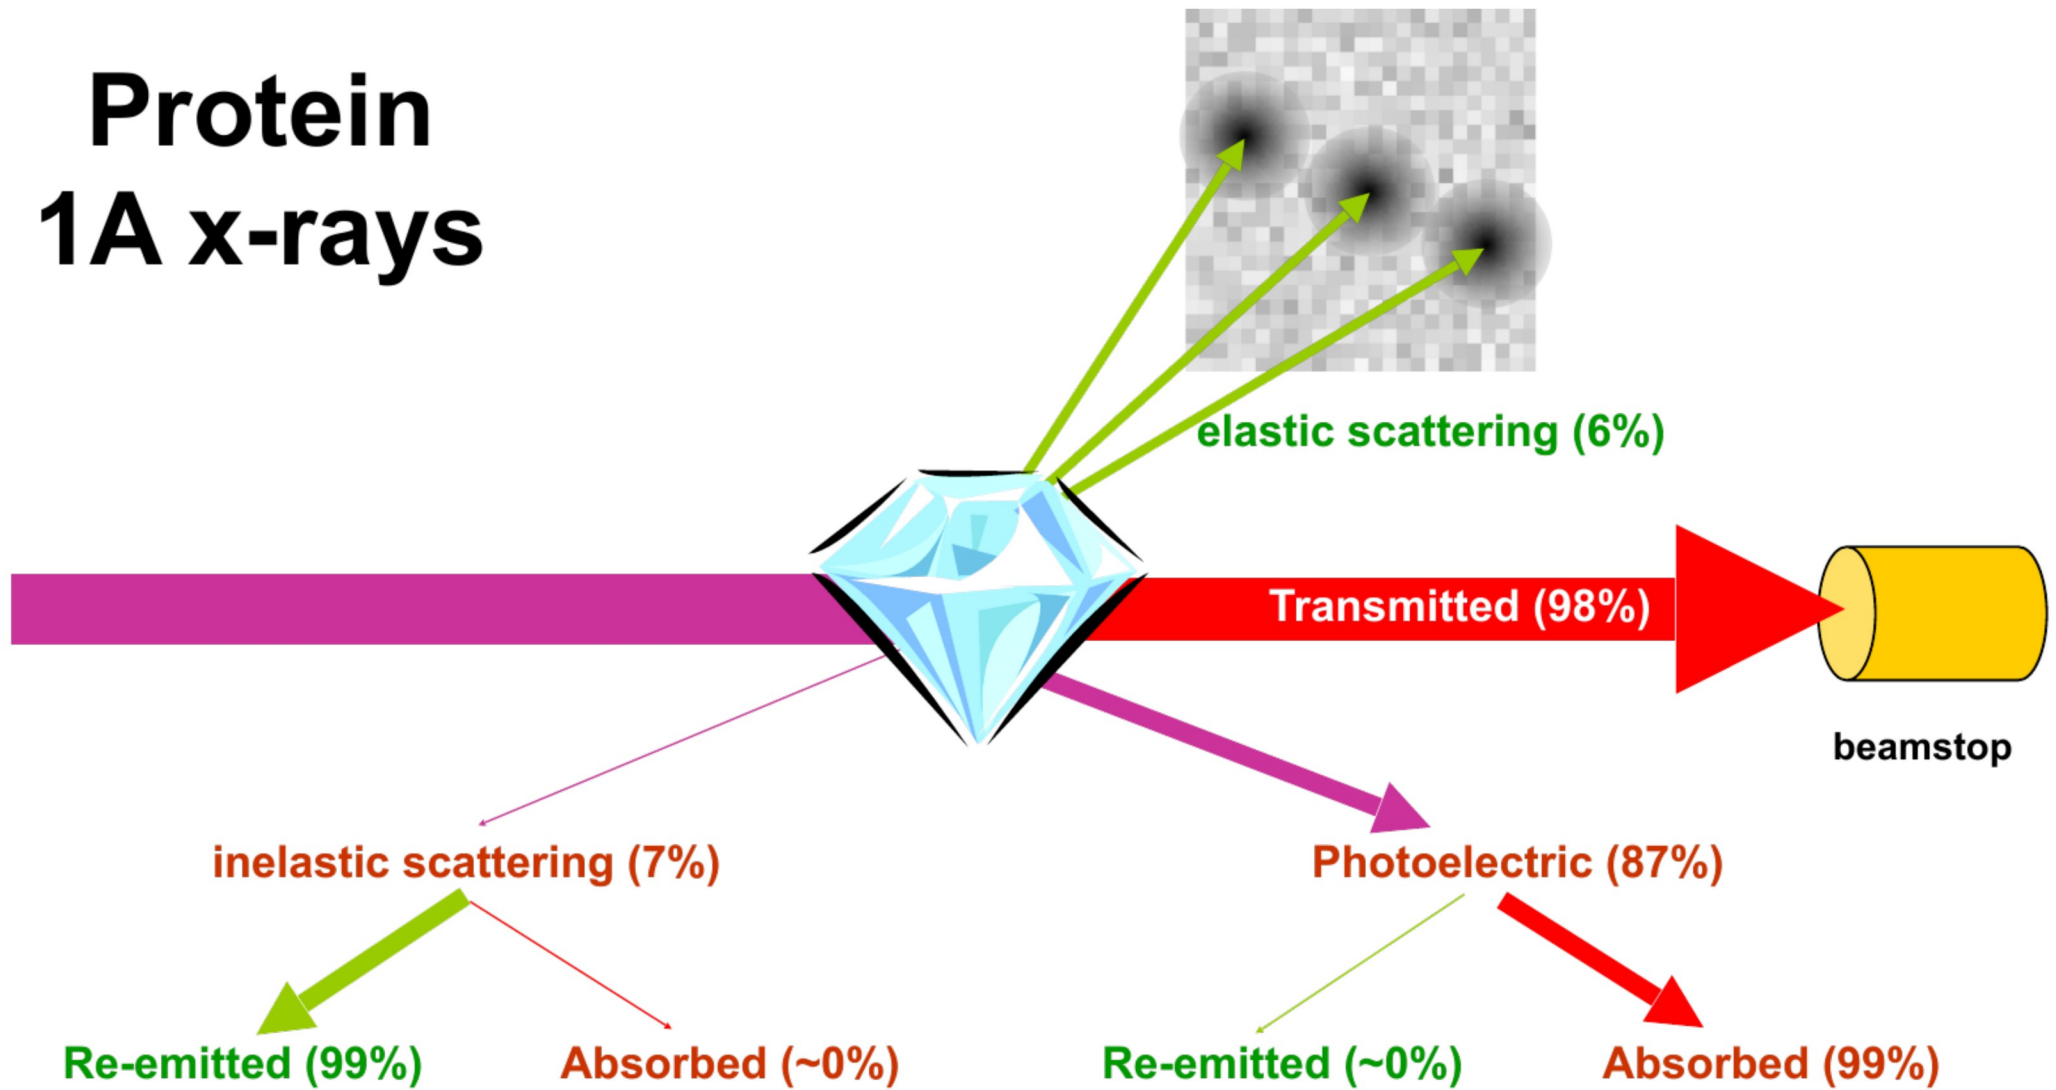 Protein
1A x-rays
elastic scattering (6%)
Transmitted (98%)
beamstop
inelastic scattering (7%)
Photoelectric (87%)
Re-emitted (99%)
Absorbed (~0%)
Re-emitted (~0%)
Absorbed (99%)